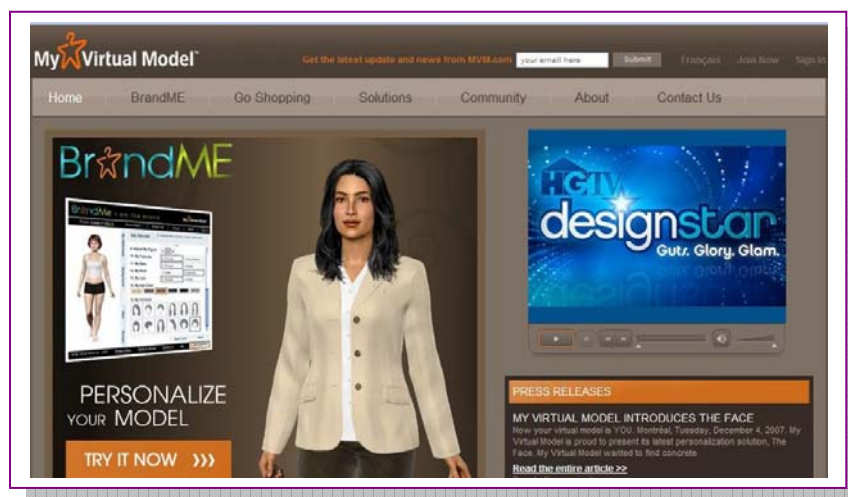 My Virtual Model™
Get the latest update and news from MVM.com your email here Submit Français Join Now Sign In
Home BrandME Go Shopping Solutions Community About Contact Us
BrandME
PERSONALIZE
YOUR MODEL
TRY IT NOW >>>
HGTV
designstar
Guts. Glory. Glam.
PRESS RELEASES
MY VIRTUAL MODEL INTRODUCES THE FACE
Now your virtual model is YOU. Montréal, Tuesday, December 4, 2007. My
Virtual Model is proud to present its latest personalization solution, The
Face. My Virtual Model wanted to find concrete
Read the entire article >>